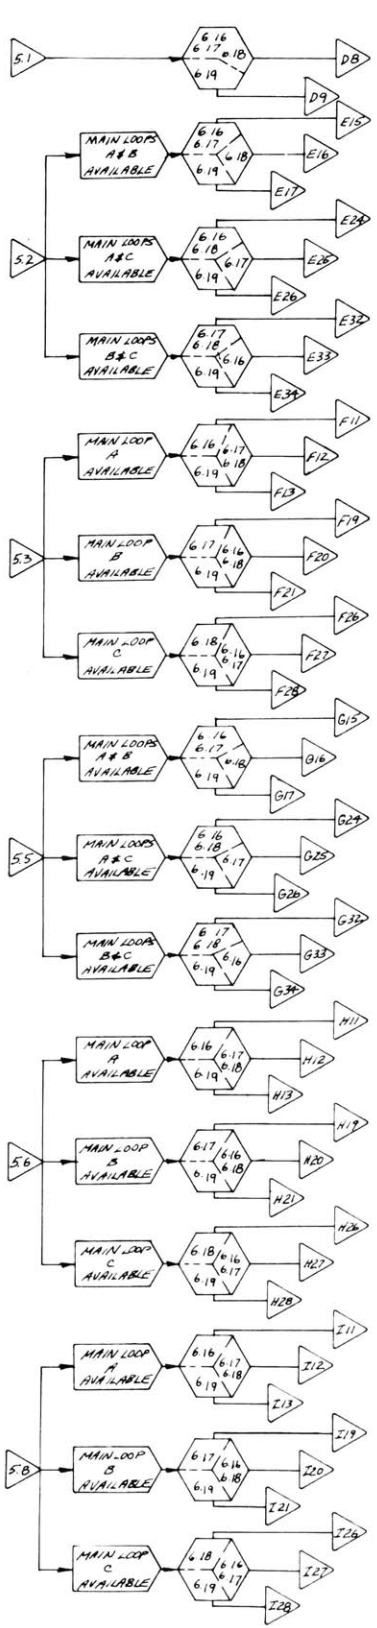 5.1
6.16
6.17 6.18
6.19
D8
D9
5.2
MAIN LOOPS
A & B
AVAILABLE
6.16
6.17
6.18
6.19
E15
E16
E17
MAIN LOOPS
A & C
AVAILABLE
6.16
6.18
6.17
6.19
E24
E25
E26
MAIN LOOPS
B & C
AVAILABLE
6.17
6.18
6.16
6.19
E32
E33
E34
5.3
MAIN LOOP
A
AVAILABLE
6.16 6.17
6.18
6.19
F11
F12
F13
MAIN LOOP
B
AVAILABLE
6.17 6.16
6.18
6.19
F19
F20
F21
MAIN LOOP
C
AVAILABLE
6.18 6.16
6.17
6.19
F26
F27
F28
5.5
MAIN LOOPS
A & B
AVAILABLE
6.16
6.17
6.18
6.19
G15
G16
G17
MAIN LOOPS
A & C
AVAILABLE
6.16
6.18
6.17
6.19
G24
G25
G26
MAIN LOOPS
B & C
AVAILABLE
6.17
6.18
6.16
6.19
G32
G33
G34
5.6
MAIN LOOP
A
AVAILABLE
6.16 6.17
6.18
6.19
H11
H12
H13
MAIN LOOP
B
AVAILABLE
6.17 6.16
6.18
6.19
H19
H20
H21
MAIN LOOP
C
AVAILABLE
6.18 6.16
6.17
6.19
H26
H27
H28
5.8
MAIN LOOP
A
AVAILABLE
6.16 6.17
6.18
6.19
I11
I12
I13
MAIN LOOP
B
AVAILABLE
6.17 6.16
6.18
6.19
I19
I20
I21
MAIN LOOP
C
AVAILABLE
6.18 6.16
6.17
6.19
I26
I27
I28